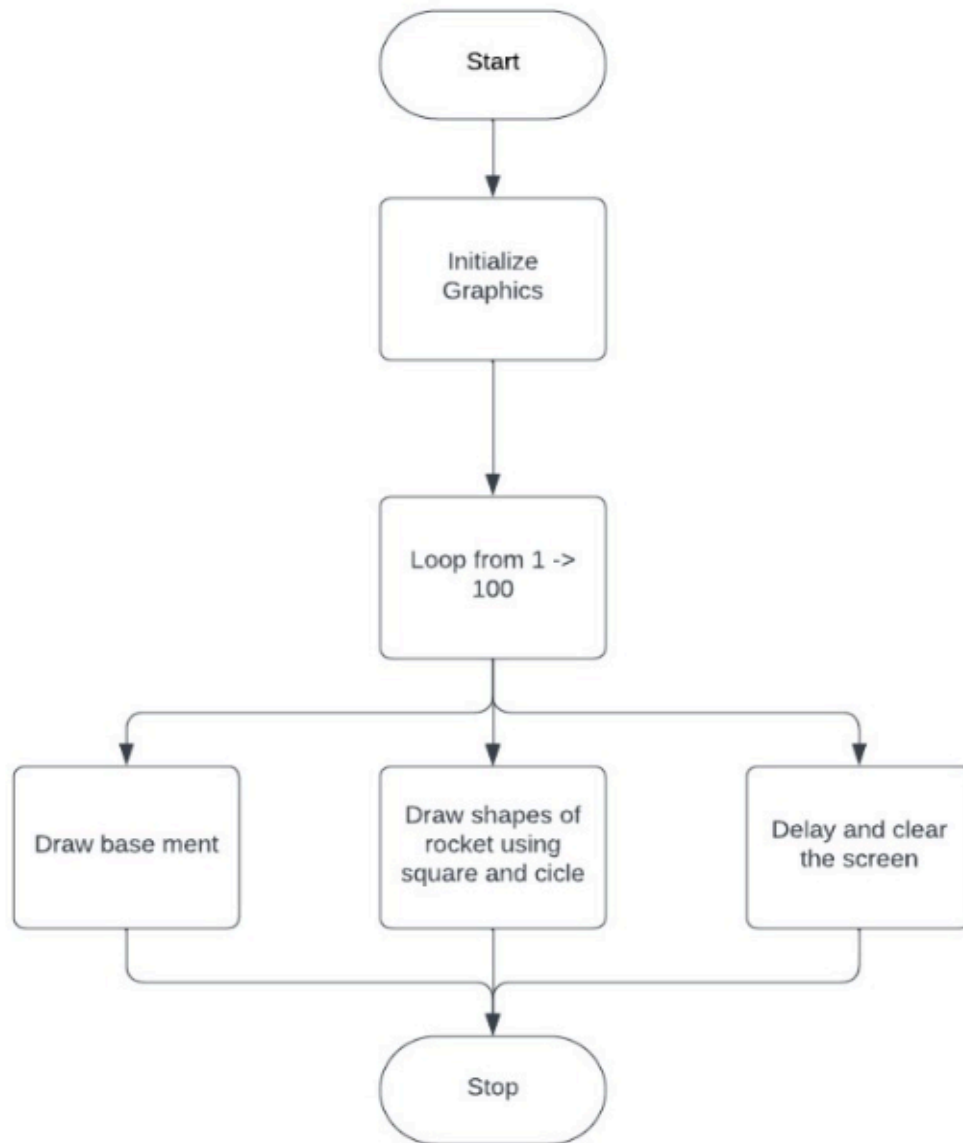 Start
Initialize
Graphics
Loop from 1 ->
100
Draw base ment
Draw shapes of
rocket using
square and cicle
Delay and clear
the screen
Stop